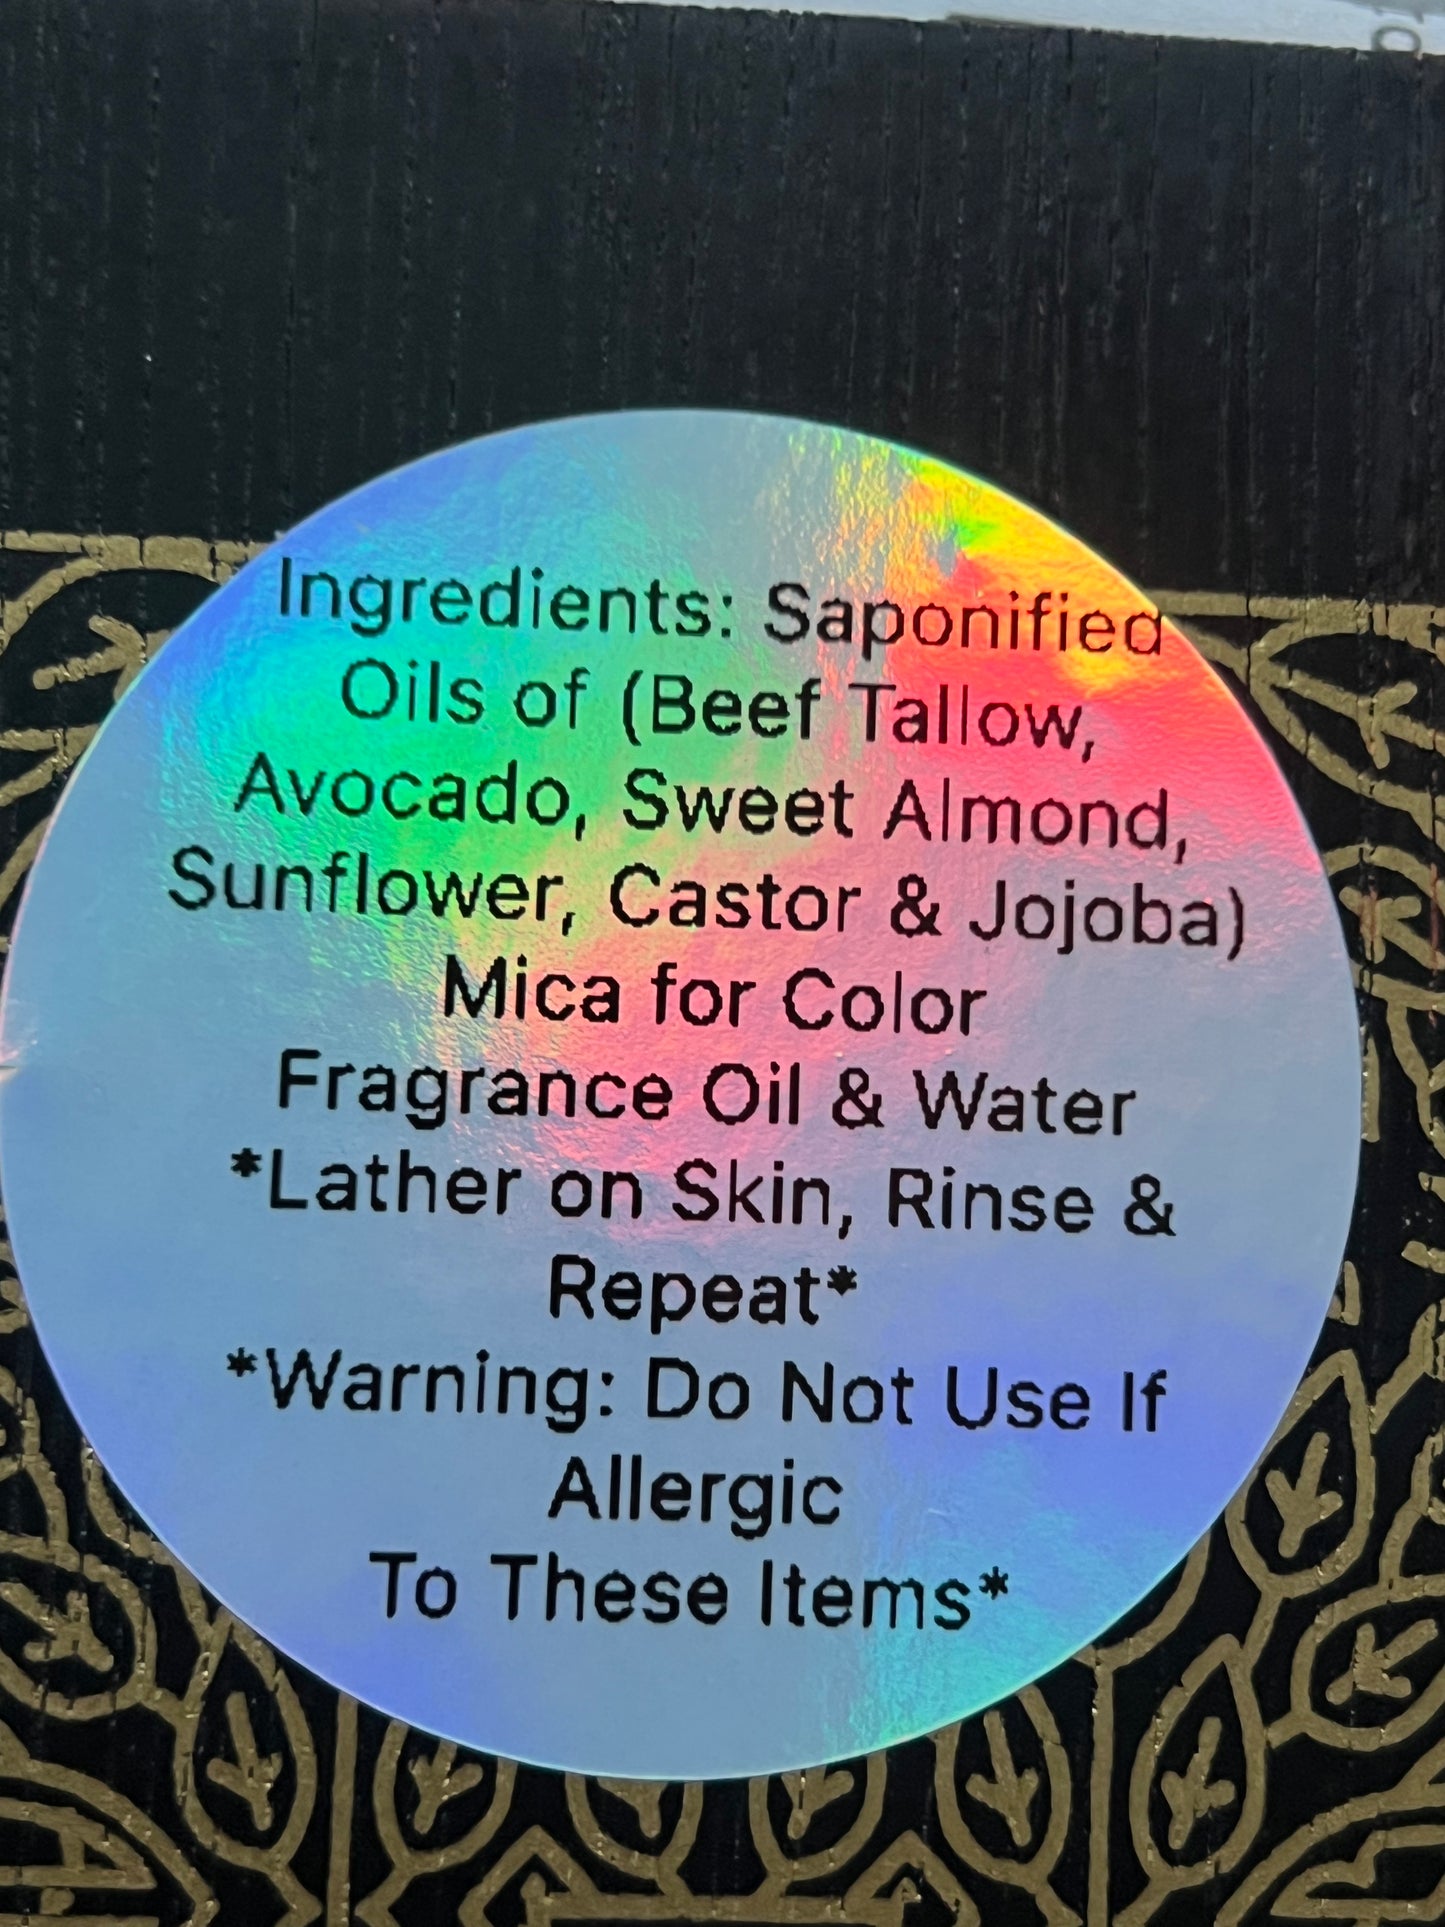 Ingredients: Saponified
Oils of (Beef Tallow,
Avocado, Sweet Almond,
Sunflower, Castor & Jojoba)
Mica for Color
Fragrance Oil & Water
*Lather on Skin, Rinse &
Repeat*
*Warning: Do Not Use If
Allergic
To These Items*